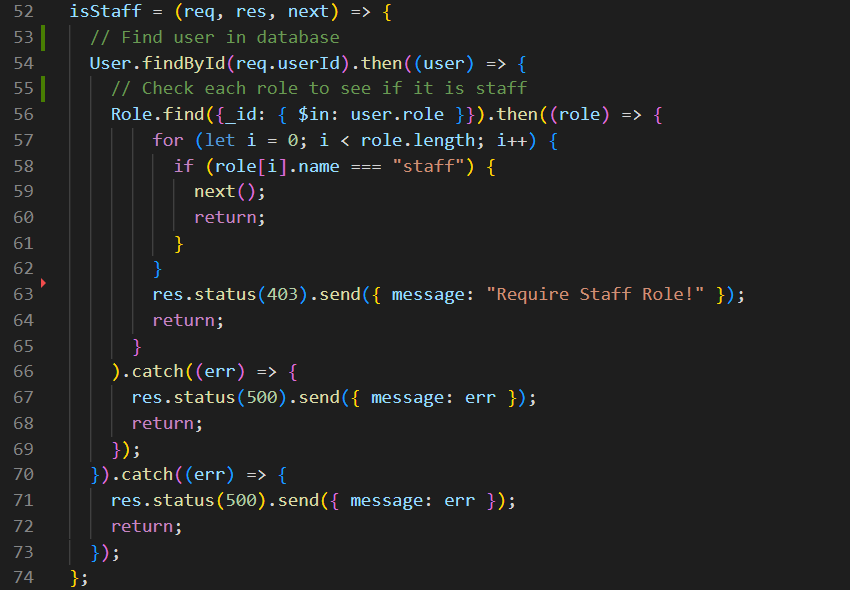 52 isStaff = (req, res, next) => {
53 // Find user in database
54 User.findById(req.userId).then((user) => {
55 // Check each role to see if it is staff
56 Role.find({_id: { $in: user.role }}).then((role) => {
57 for (let i = 0; i < role.length; i++) {
58 if (role[i].name === "staff") {
59 next();
60 return;
61 }
62 }
63 res.status(403).send({ message: "Require Staff Role!" });
64 return;
65 }
66 ).catch((err) => {
67 res.status(500).send({ message: err });
68 return;
69 });
70 }).catch((err) => {
71 res.status(500).send({ message: err });
72 return;
73 });
74 };